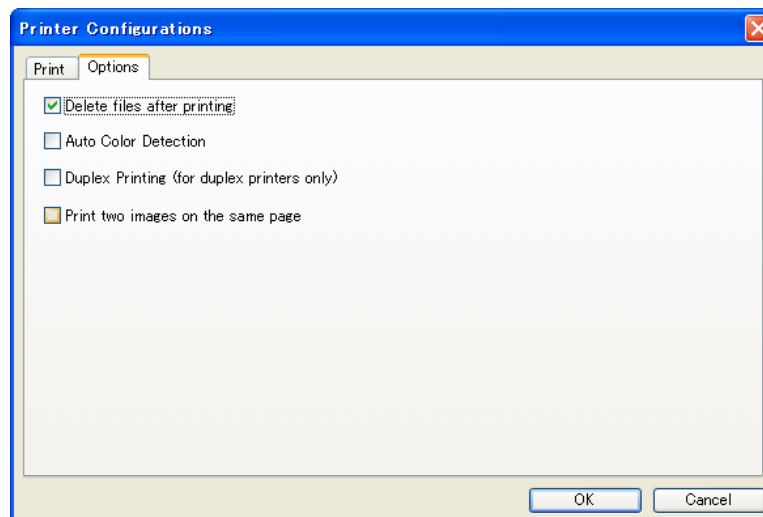 Printer Configurations
Print
Options
Delete files after printing
Auto Color Detection
Duplex Printing (for duplex printers only)
Print two images on the same page
OK
Cancel